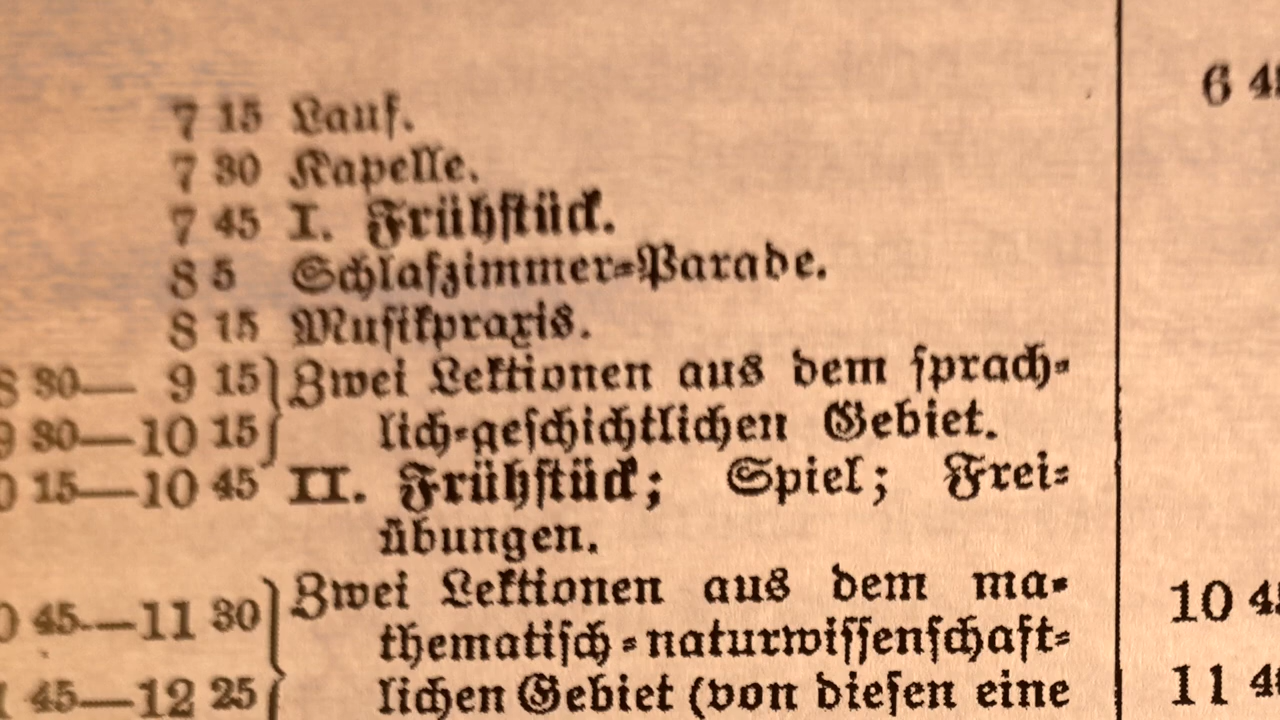 7 15 Lauf.
7 30 Kapelle.
7 45 I. Frühſtück.
8 5 Schlafzimmer-Parade.
8 15 Muſikpraxis.
8 30— 9 15 Zwei Lektionen aus dem ſprach-
9 30—10 15 lich-geſchichtlichen Gebiet.
15—10 45 II. Frühſtück; Spiel; Frei-
übungen.
45—11 30 Zwei Lektionen aus dem ma-
thematiſch-naturwiſſenſchaft-
45—12 25 lichen Gebiet (von dieſen eine
6 4
10 4
11 4